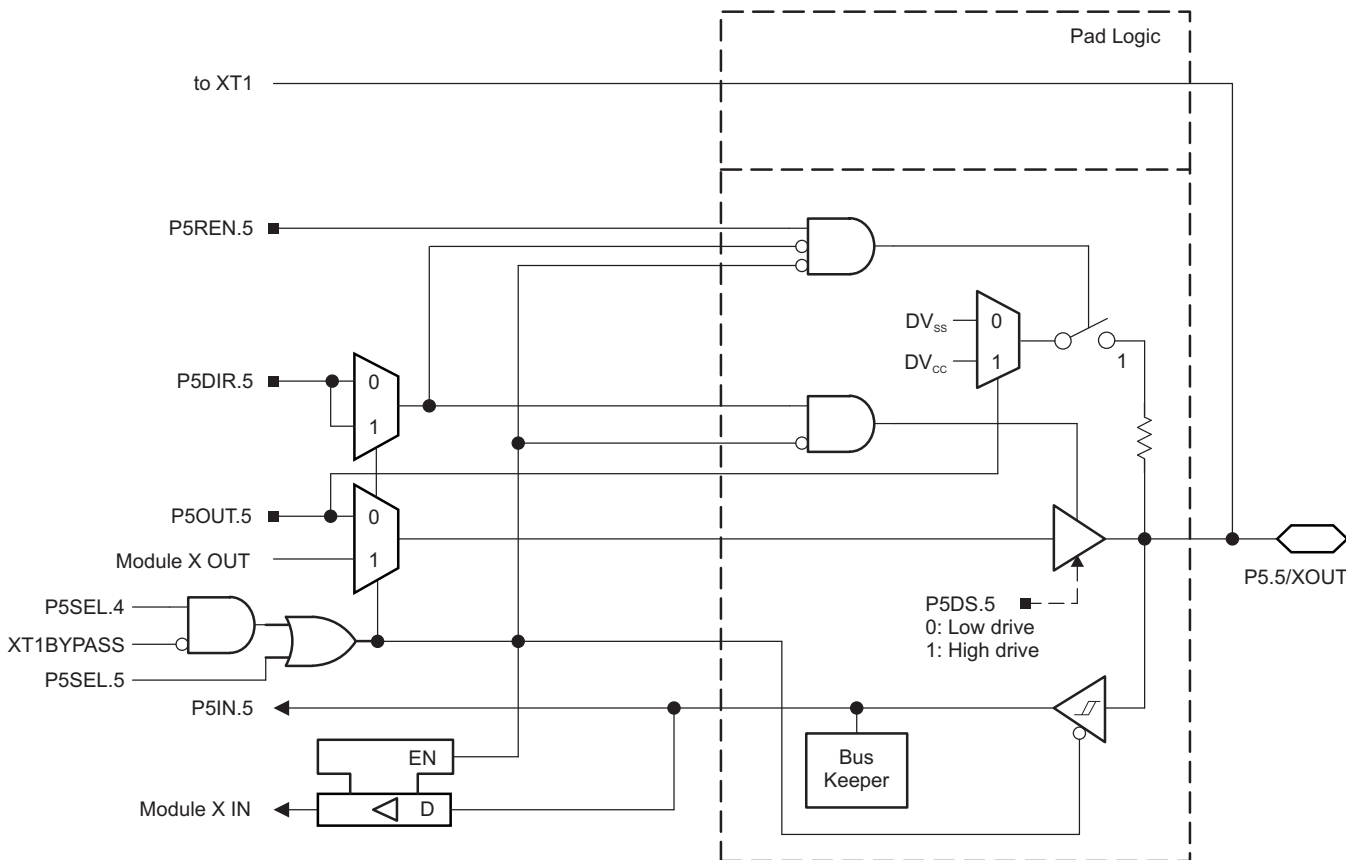 Pad Logic
to XT1
P5REN.5
DVss
0
DVcc
1
1
P5DIR.5
0
1
P5OUT.5
0
Module X OUT
1
P5.5/XOUT
P5SEL.4
P5DS.5
0: Low drive
1: High drive
XT1BYPASS
P5SEL.5
P5IN.5
EN
Bus
Keeper
Module X IN
D